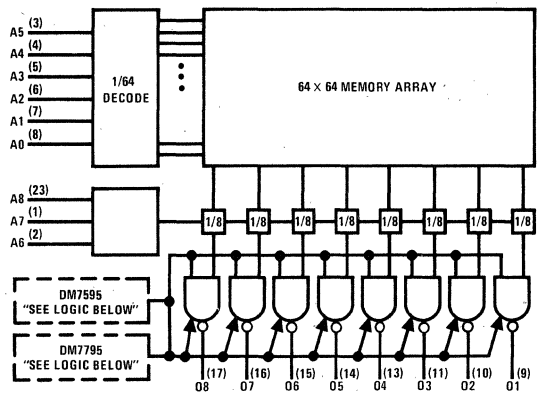 A5 (3)
A4 (4)
A3 (5)
A2 (6)
A1 (7)
A0 (8)
1/64
DECODE
64 × 64 MEMORY ARRAY
A8 (23)
A7 (1)
A6 (2)
1/8 1/8 1/8 1/8 1/8 1/8 1/8 1/8
DM7595
"SEE LOGIC BELOW"
DM7795
"SEE LOGIC BELOW"
(17) (16) (15) (14) (13) (11) (10) (9)
O8 O7 O6 O5 O4 O3 O2 O1